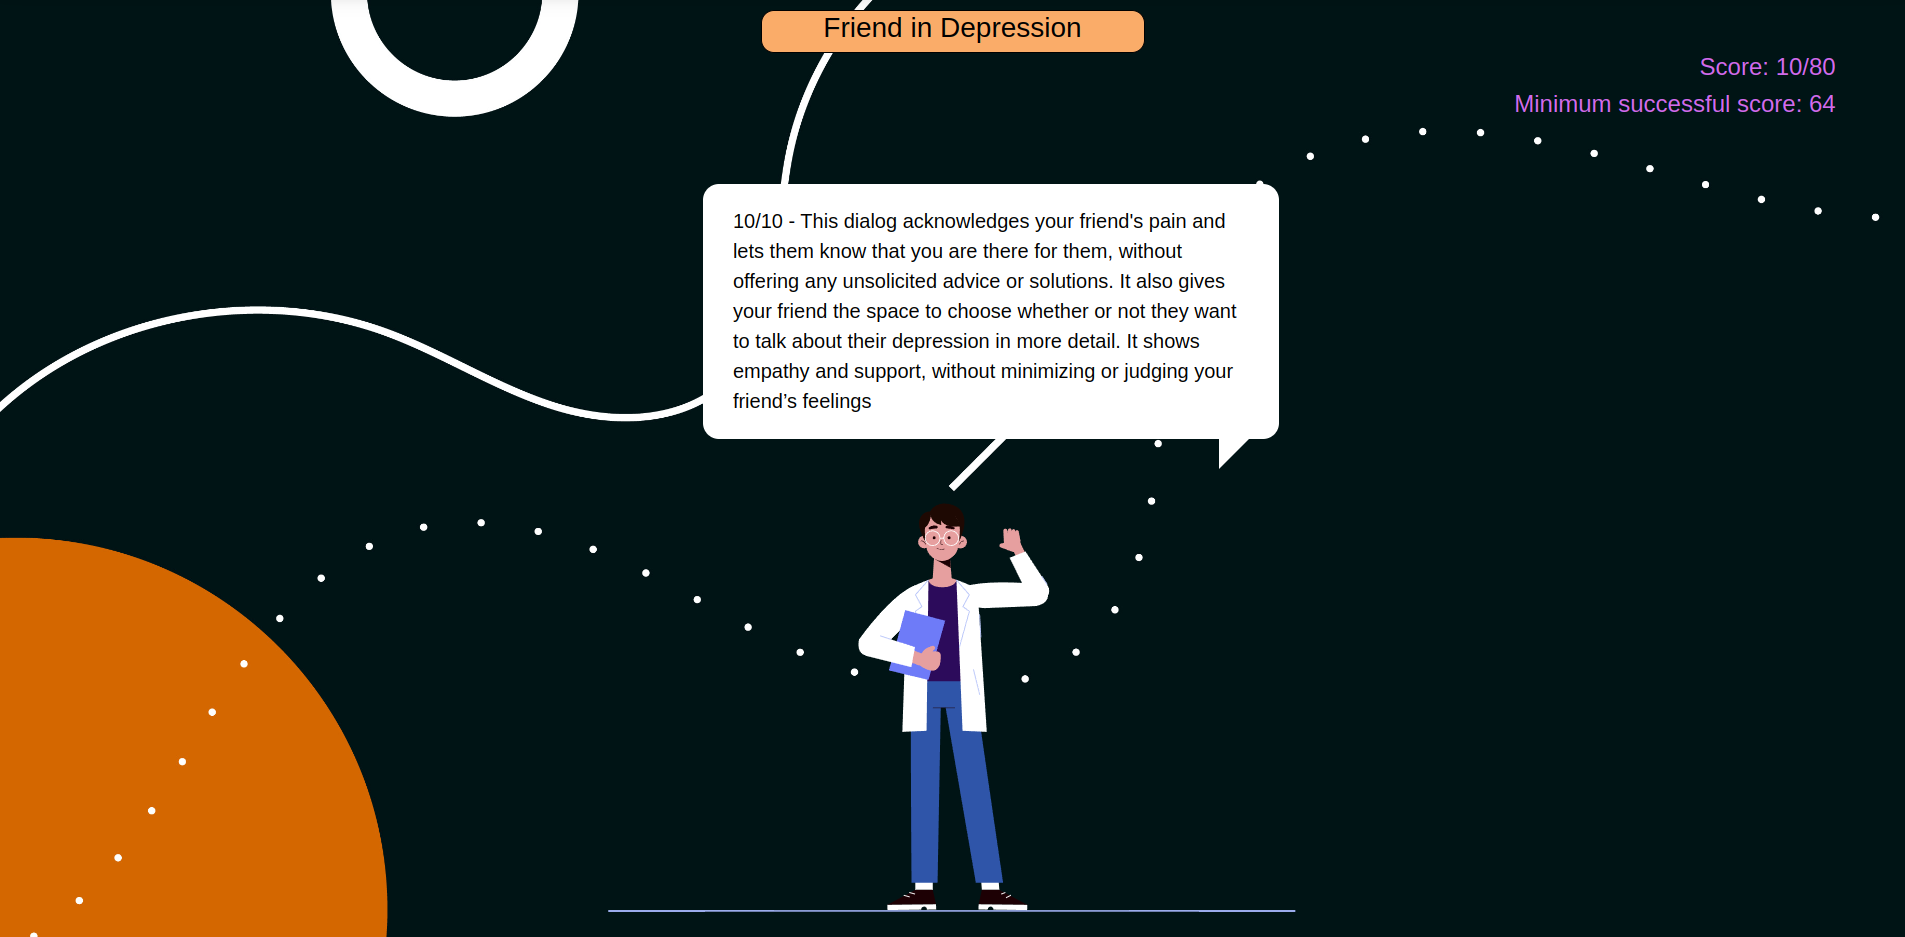 Friend in Depression
Score: 10/80
Minimum successful score: 64
10/10 - This dialog acknowledges your friend's pain and
lets them know that you are there for them, without
offering any unsolicited advice or solutions. It also gives
your friend the space to choose whether or not they want
to talk about their depression in more detail. It shows
empathy and support, without minimizing or judging your
friend’s feelings